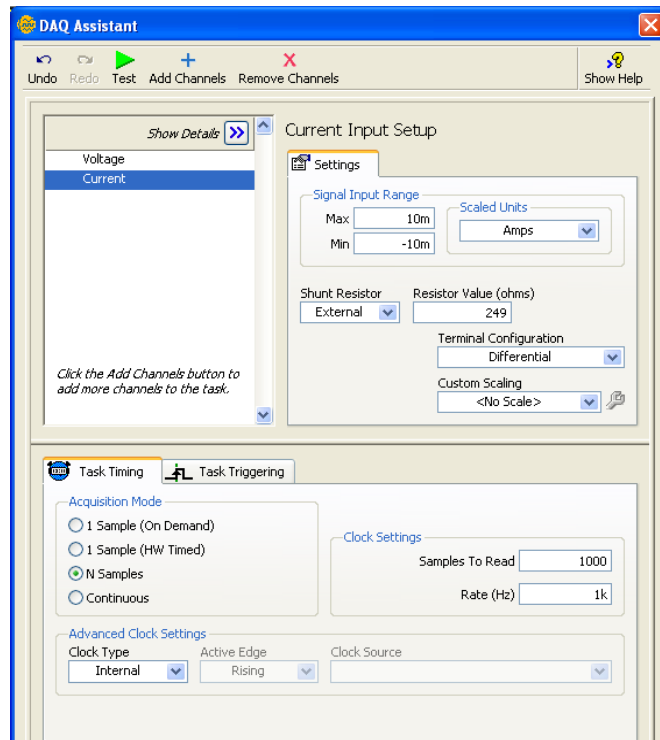 DAQ Assistant
Undo Redo Test Add Channels Remove Channels Show Help
Show Details
Voltage
Current
Click the Add Channels button to
add more channels to the task.
Current Input Setup
Settings
Signal Input Range
Max 10m
Min -10m
Scaled Units
Amps
Shunt Resistor Resistor Value (ohms)
External 249
Terminal Configuration
Differential
Custom Scaling
<No Scale>
Task Timing Task Triggering
Acquisition Mode
1 Sample (On Demand)
1 Sample (HW Timed)
N Samples
Continuous
Clock Settings
Samples To Read 1000
Rate (Hz) 1k
Advanced Clock Settings
Clock Type Active Edge Clock Source
Internal Rising